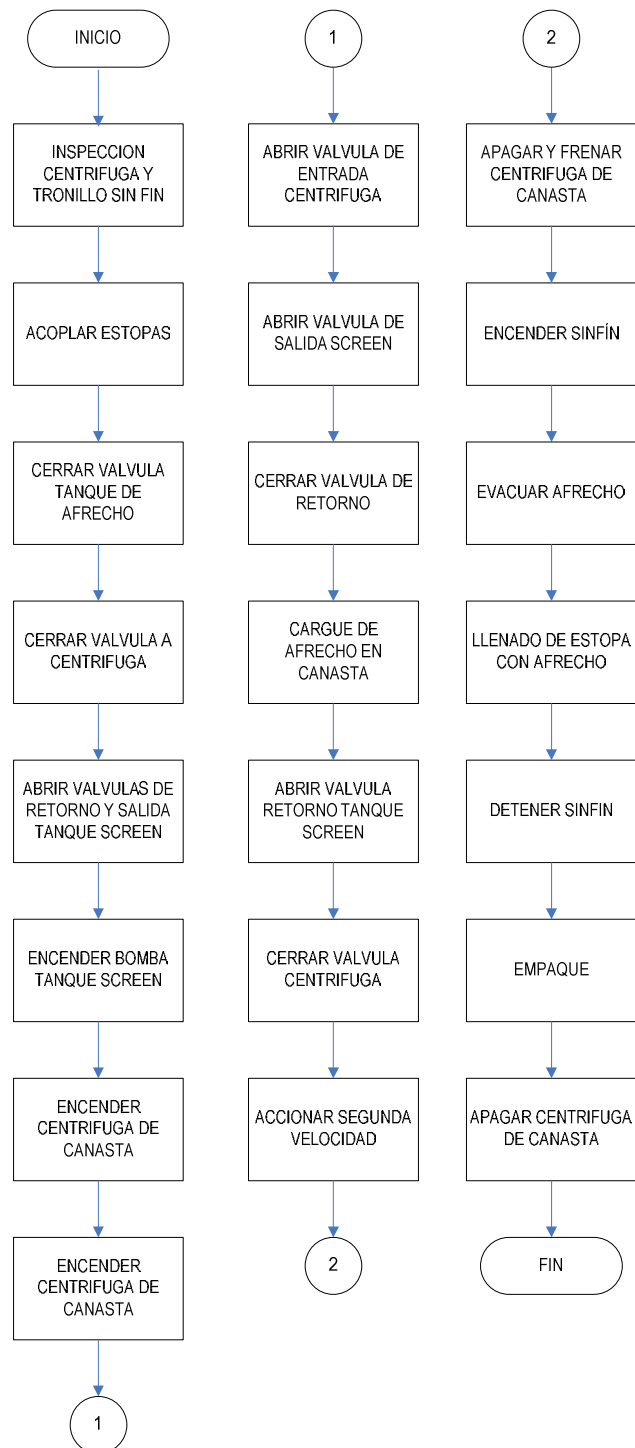 INICIO
INSPECCION
CENTRIFUGA Y
TRONILLO SIN FIN
ACOPLAR ESTOPAS
CERRAR VALVULA
TANQUE DE
AFRECHO
CERRAR VALVULA A
CENTRIFUGA
ABRIR VALVULAS DE
RETORNO Y SALIDA
TANQUE SCREEN
ENCENDER BOMBA
TANQUE SCREEN
ENCENDER
CENTRIFUGA DE
CANASTA
ENCENDER
CENTRIFUGA DE
CANASTA
1
1
ABRIR VALVULA DE
ENTRADA
CENTRIFUGA
ABRIR VALVULA DE
SALIDA SCREEN
CERRAR VALVULA DE
RETORNO
CARGUE DE
AFRECHO EN
CANASTA
ABRIR VALVULA
RETORNO TANQUE
SCREEN
CERRAR VALVULA
CENTRIFUGA
ACCIONAR SEGUNDA
VELOCIDAD
2
2
APAGAR Y FRENAR
CENTRIFUGA DE
CANASTA
ENCENDER SINFÍN
EVACUAR AFRECHO
LLENADO DE ESTOPA
CON AFRECHO
DETENER SINFIN
EMPAQUE
APAGAR CENTRIFUGA
DE CANASTA
FIN